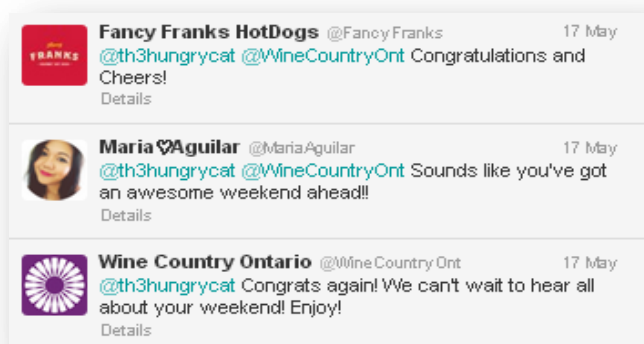 FRANKS
Fancy Franks HotDogs @FancyFranks 17 May
@th3hungrycat @WineCountryOnt Congratulations and
Cheers!
Details
Maria♡Aguilar @MariaAguilar 17 May
@th3hungrycat @WineCountryOnt Sounds like you've got
an awesome weekend ahead!!
Details
Wine Country Ontario @WineCountryOnt 17 May
@th3hungrycat Congrats again! We can't wait to hear all
about your weekend! Enjoy!
Details